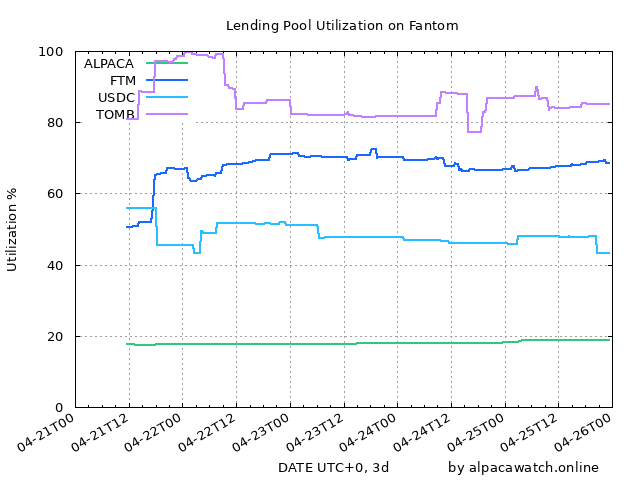 Lending Pool Utilization on Fantom
100
80
60
40
20
0
Utilization %
ALPACA
FTM
USDC
TOMB
04-21T00
04-21T12
04-22T00
04-22T12
04-23T00
04-23T12
04-24T00
04-24T12
04-25T00
04-25T12
04-26T00
DATE UTC+0, 3d
by alpacawatch.online